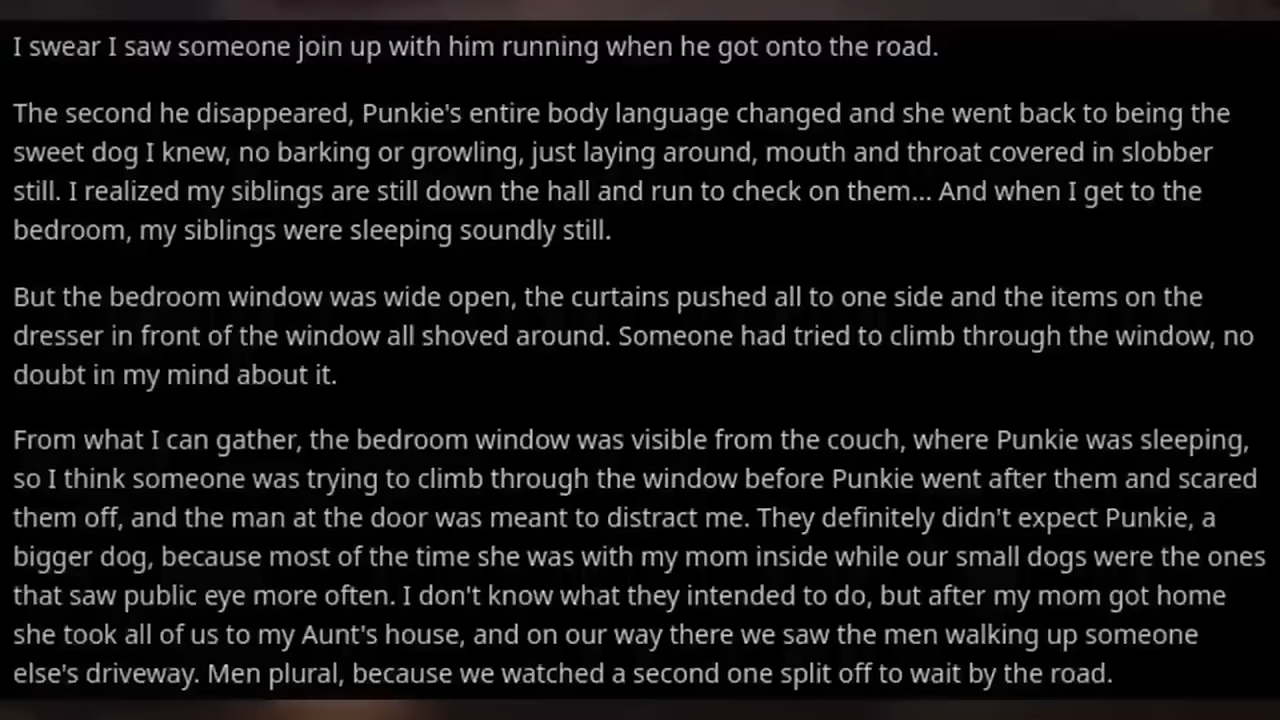 I swear I saw someone join up with him running when he got onto the road.
The second he disappeared, Punkie's entire body language changed and she went back to being the
sweet dog I knew, no barking or growling, just laying around, mouth and throat covered in slobber
still. I realized my siblings are still down the hall and run to check on them... And when I get to the
bedroom, my siblings were sleeping soundly still.
But the bedroom window was wide open, the curtains pushed all to one side and the items on the
dresser in front of the window all shoved around. Someone had tried to climb through the window, no
doubt in my mind about it.
From what I can gather, the bedroom window was visible from the couch, where Punkie was sleeping,
so I think someone was trying to climb through the window before Punkie went after them and scared
them off, and the man at the door was meant to distract me. They definitely didn't expect Punkie, a
bigger dog, because most of the time she was with my mom inside while our small dogs were the ones
that saw public eye more often. I don't know what they intended to do, but after my mom got home
she took all of us to my Aunt's house, and on our way there we saw the men walking up someone
else's driveway. Men plural, because we watched a second one split off to wait by the road.